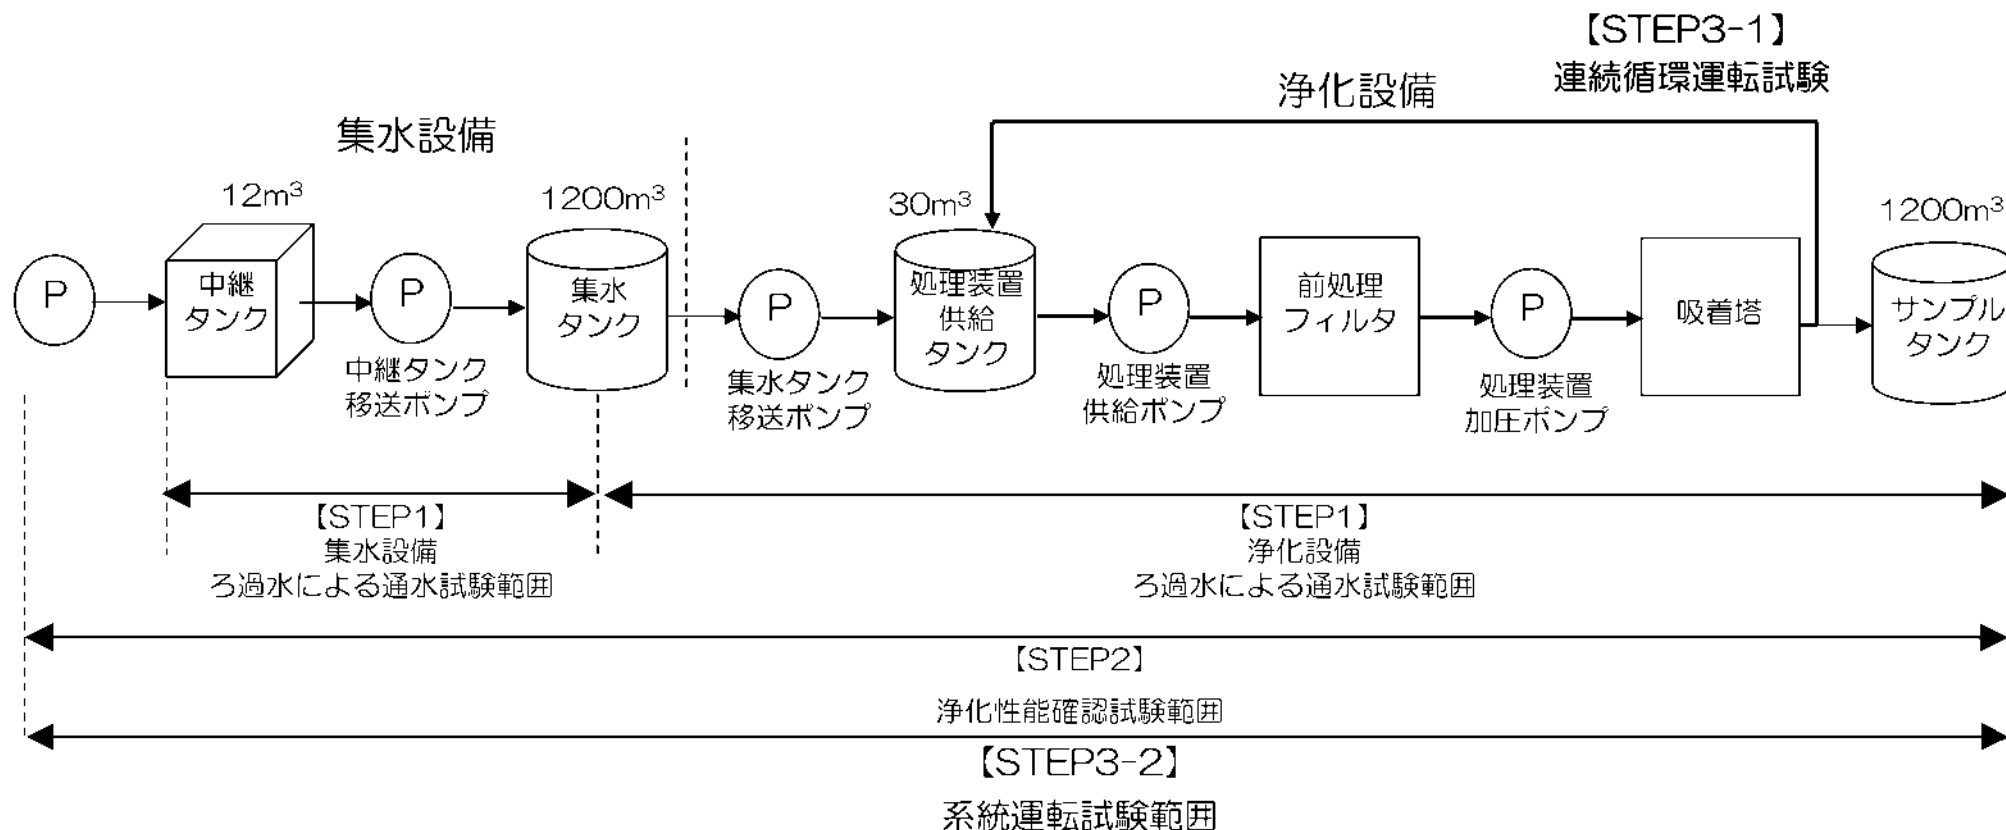 【STEP3-1】
連続循環運転試験
浄化設備
集水設備
12m³
1200m³
30m³
1200m³
P
中継
タンク
P
集水
タンク
P
処理装置
供給
タンク
P
前処理
フィルタ
P
吸着塔
サンプル
タンク
中継タンク
移送ポンプ
集水タンク
移送ポンプ
処理装置
供給ポンプ
処理装置
加圧ポンプ
【STEP1】
集水設備
ろ過水による通水試験範囲
【STEP1】
浄化設備
ろ過水による通水試験範囲
【STEP2】
浄化性能確認試験範囲
【STEP3-2】
系統運転試験範囲